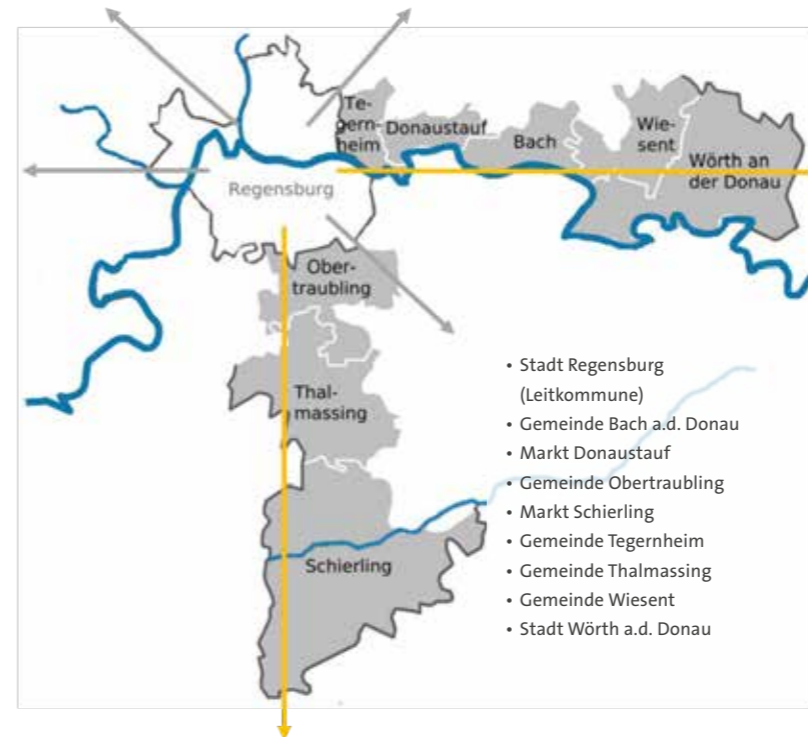 Te-
gern-
heim
Donaustauf
Bach
Wie-
sent
Wörth an
der Donau
Regensburg
Ober-
traubling
Thal-
massing
Schierling
• Stadt Regensburg
(Leitkommune)
• Gemeinde Bach a.d. Donau
• Markt Donaustauf
• Gemeinde Obertraubling
• Markt Schierling
• Gemeinde Tegernheim
• Gemeinde Thalmassing
• Gemeinde Wiesent
• Stadt Wörth a.d. Donau